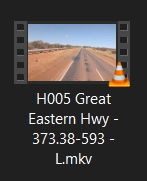 H005 Great
Eastern Hwy -
373.38-593 -
L.mkv